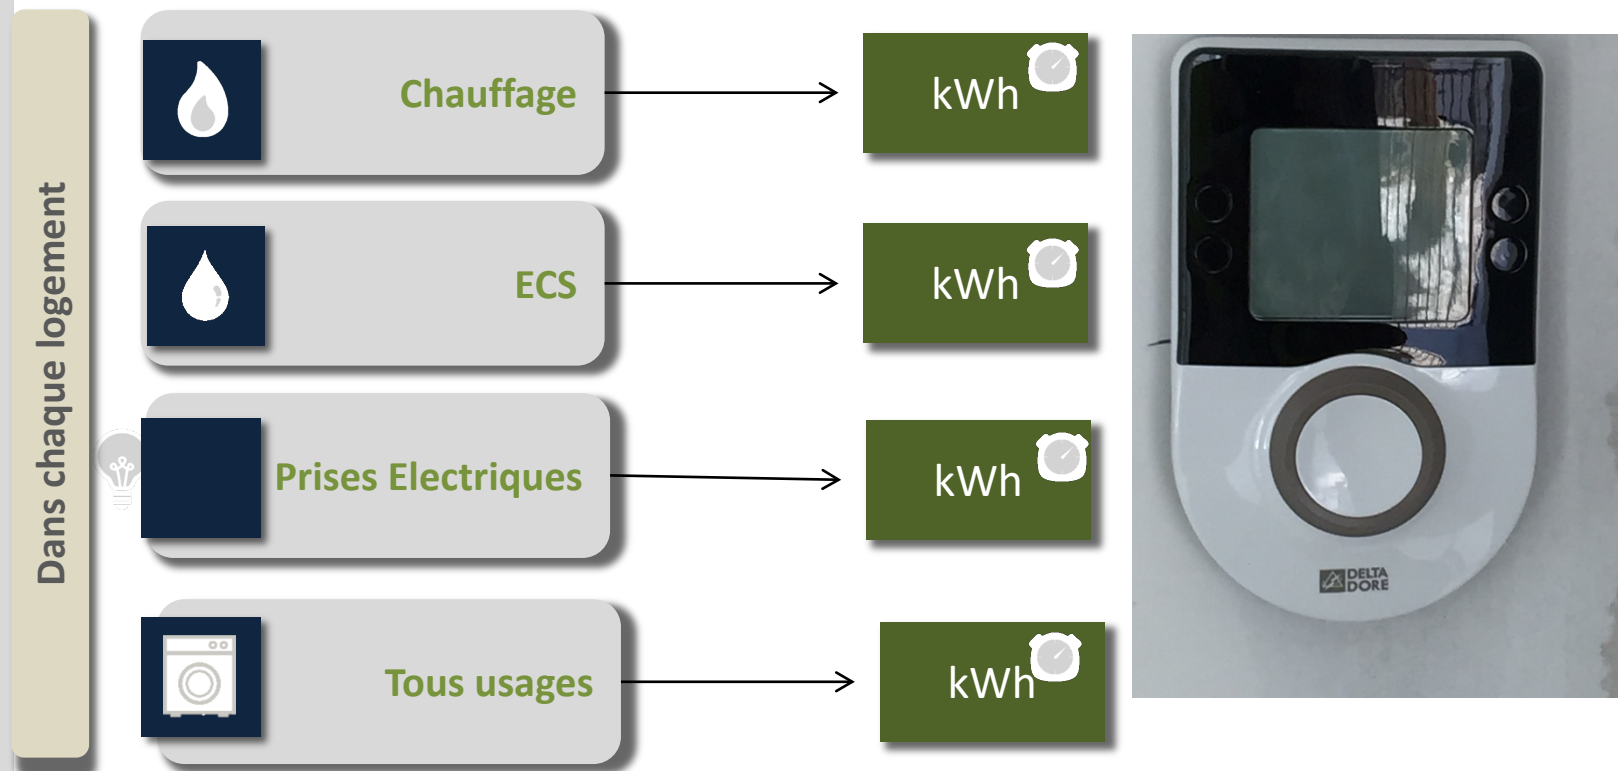 Dans chaque logement
Chauffage
kWh
ECS
kWh
Prises Electriques
kWh
Tous usages
kWh
DELTA
DORE